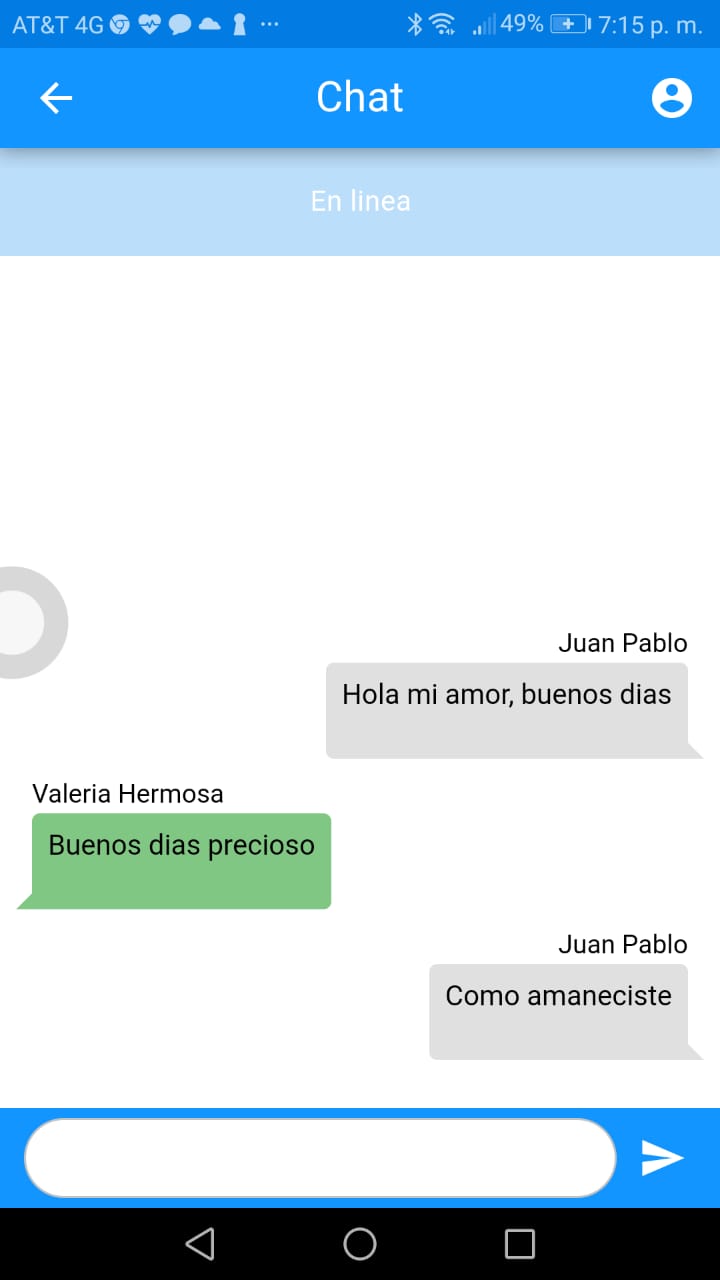 AT&T 4G ... 49% 7:15 p. m.
Chat
En linea
Juan Pablo
Hola mi amor, buenos dias
Valeria Hermosa
Buenos dias precioso
Juan Pablo
Como amaneciste